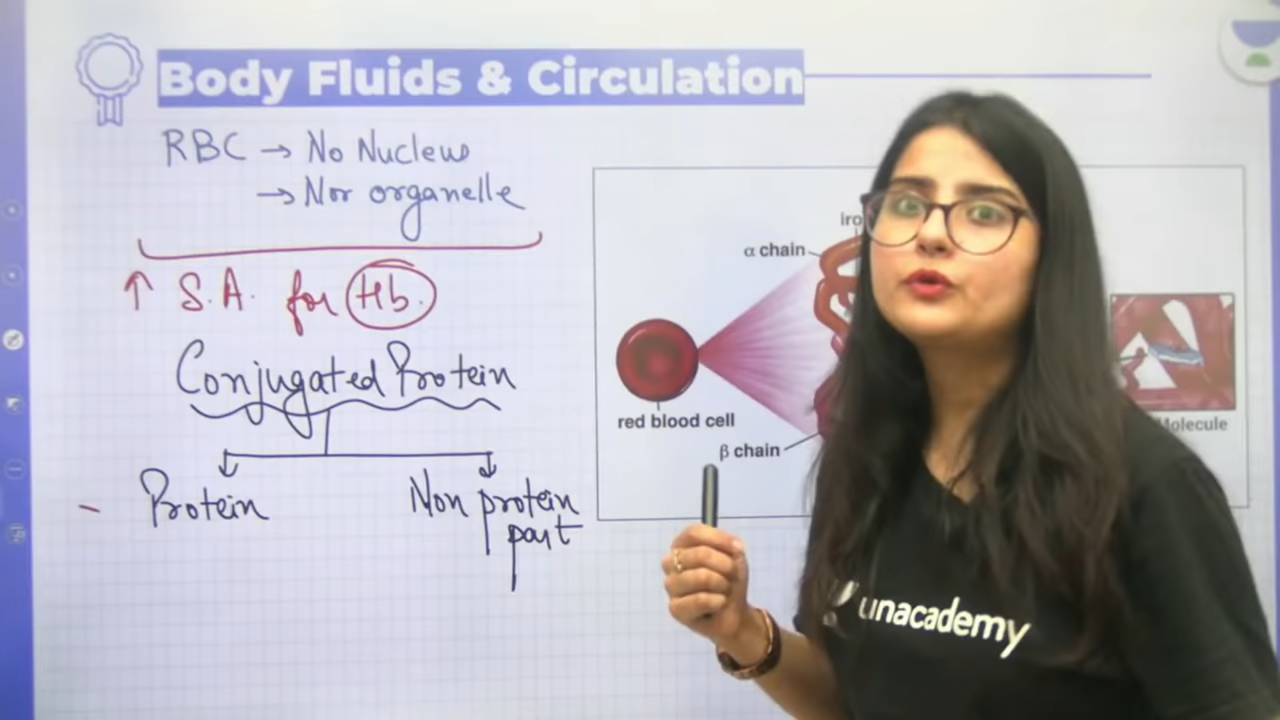 Body Fluids & Circulation
RBC → No Nucleus
→ Nor organelle
↑ S.A. for Hb.
Conjugated Protein
Protein
Non protein
part
α chain
red blood cell
β chain
Molecule
unacademy